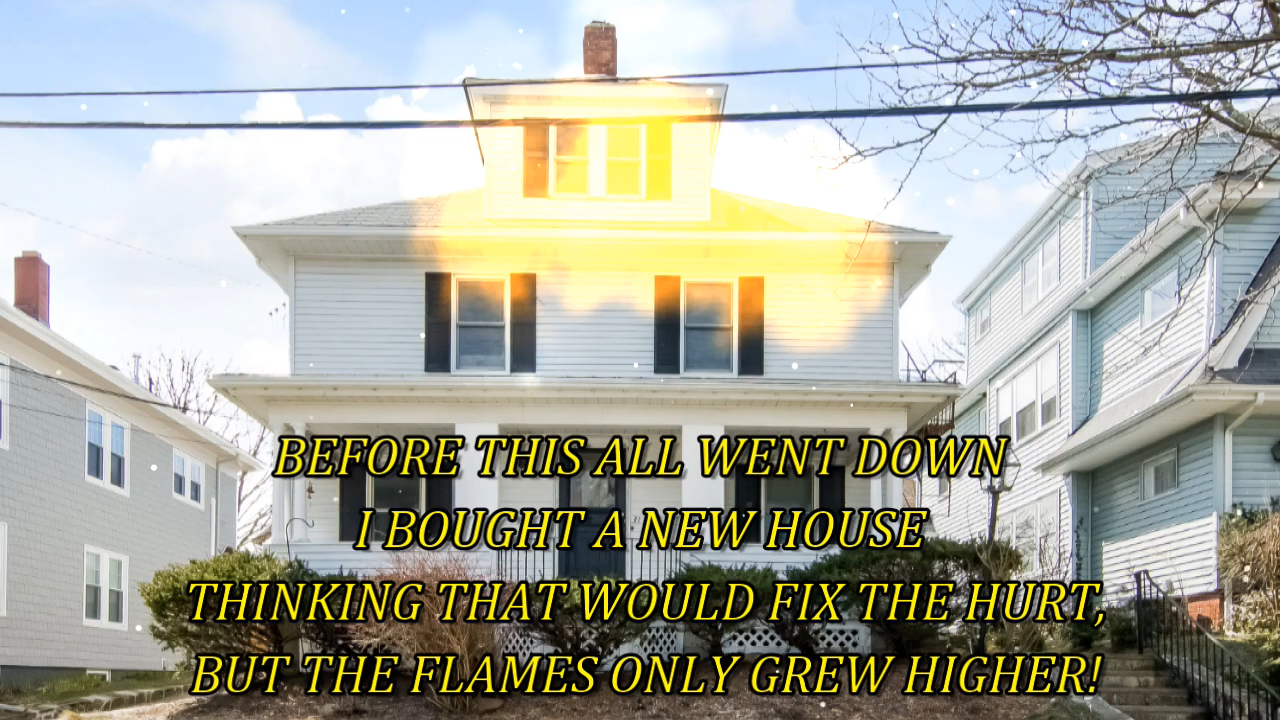 BEFORE THIS ALL WENT DOWN
I BOUGHT A NEW HOUSE
THINKING THAT WOULD FIX THE HURT,
BUT THE FLAMES ONLY GREW HIGHER!